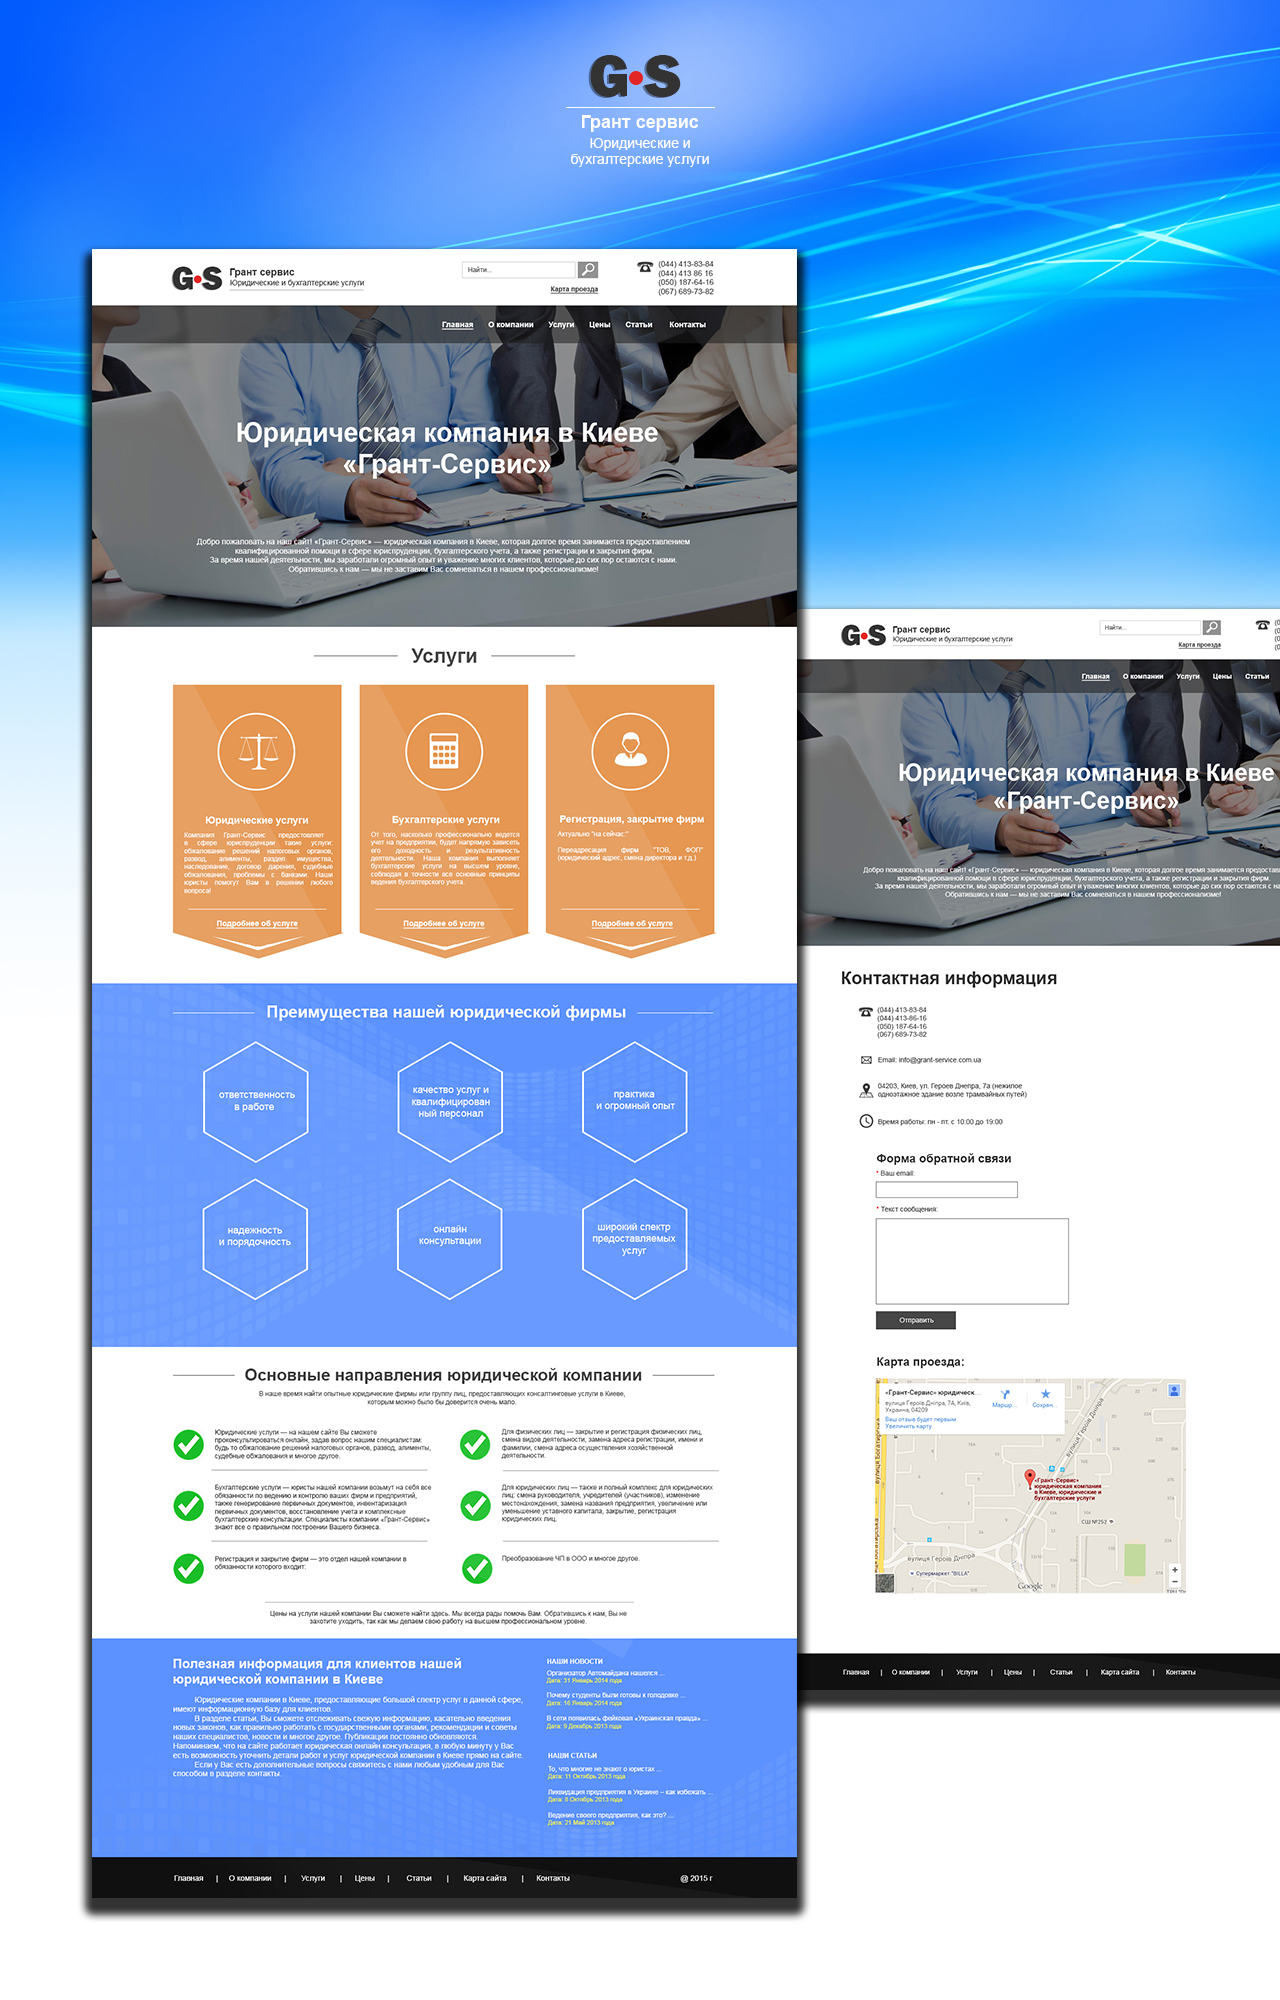 G•S
Грант сервис
Юридические и
бухгалтерские услуги
G•S
Грант сервис
Юридические и бухгалтерские услуги
Найти...
Карта проезда
(044) 413-83-84
(044) 413 86 16
(050) 187-64-16
(067) 689-73-82
Главная О компании Услуги Цены Статьи Контакты
Юридическая компания в Киеве
«Грант-Сервис»
Добро пожаловать на наш сайт! «Грант-Сервис» — юридическая компания в Киеве, которая долгое время занимается предоставлением
квалифицированной помощи в сфере юриспруденции, бухгалтерского учета, а также регистрации и закрытия фирм.
За время нашей деятельности, мы заработали огромный опыт и уважение многих клиентов, которые до сих пор остаются с нами.
Обратившись к нам — мы не заставим Вас сомневаться в нашем профессионализме!
Услуги
Юридические услуги
Компания Грант-Сервис предоставляет
в сфере юриспруденции такие услуги:
обжалование решений налоговых органов,
развод, алименты, раздел имущества,
наследование, договор дарения, судебные
обжалования, проблемы с банками. Наши
юристы помогут Вам в решении любого
вопроса!
Подробнее об услуге
Бухгалтерские услуги
От того, насколько профессионально ведется
учет на предприятии, будет напрямую зависеть
его доходность и результативность
деятельности. Наша компания выполняет
бухгалтерские услуги на высшем уровне,
соблюдая в точности все основные принципы
ведения бухгалтерского учета.
Подробнее об услуге
Регистрация, закрытие фирм
Актуально "на сейчас:"
Переадресация фирм "ТОВ, ФОП"
(юридический адрес, смена директора и т.д.)
Подробнее об услуге
Преимущества нашей юридической фирмы
ответственность
в работе
качество услуг и
квалифицирован
ный персонал
практика
и огромный опыт
надежность
и порядочность
онлайн
консультации
широкий спектр
предоставляемых
услуг
Основные направления юридической компании
В наше время найти опытные юридические фирмы или группу лиц, предоставляющих консалтинговые услуги в Киеве,
которым можно было бы доверится очень мало.
Юридические услуги — на нашем сайте Вы сможете
проконсультироваться онлайн, задав вопрос нашим специалистам:
будь то обжалование решений налоговых органов, развод, алименты,
судебные обжалования и многое другое.
Для физических лиц — закрытие и регистрация физических лиц,
смена видов деятельности, замена адреса регистрации, имени и
фамилии, смена адреса осуществления хозяйственной
деятельности.
Бухгалтерские услуги — юристы нашей компании возьмут на себя все
обязанности по ведению и контролю ваших фирм и предприятий,
также генерирование первичных документов, инвентаризация
первичных документов, восстановление учета и комплексные
бухгалтерские консультации. Специалисты компании «Грант-Сервис»
знают все о правильном построении Вашего бизнеса.
Для юридических лиц — также и полный комплекс для юридических
лиц: смена руководителя, учредителей (участников), изменение
местонахождения, замена названия предприятия, увеличение или
уменьшение уставного капитала, закрытие, регистрация
юридических лиц.
Регистрация и закрытие фирм — это отдел нашей компании в
обязанности которого входит:
Преобразование ЧП в ООО и многое другое.
Цены на услуги нашей компании Вы сможете найти здесь. Мы всегда рады помочь Вам. Обратившись к нам, Вы не
захотите уходить, так как мы делаем свою работу на высшем профессиональном уровне.
Полезная информация для клиентов нашей
юридической компании в Киеве
Юридические компании в Киеве, предоставляющие большой спектр услуг в данной сфере,
имеют информационную базу для клиентов.
В разделе статьи, Вы сможете отслеживать свежую информацию, касательно введения
новых законов, как правильно работать с государственными органами, рекомендации и советы
наших специалистов, новости и многое другое. Публикации постоянно обновляются.
Напоминаем, что на сайте работает юридическая онлайн консультация, в любую минуту у Вас
есть возможность уточнить детали работ и услуг юридической компании в Киеве прямо на сайте.
Если у Вас есть дополнительные вопросы свяжитесь с нами любым удобным для Вас
способом в разделе контакты.
НАШИ НОВОСТИ
Организатор Автомайдана нашелся ...
Дата: 31 Январь 2014 года
Почему студенты были готовы к голодовке ...
Дата: 16 Январь 2014 года
В сети появилась фейковая «Украинская правда» ...
Дата: 9 Декабрь 2013 года
НАШИ СТАТЬИ
То, что многие не знают о юристах ...
Дата: 11 Октябрь 2013 года
Ликвидация предприятия в Украине – как избежать ...
Дата: 8 Октябрь 2013 года
Ведение своего предприятия, как это? ...
Дата: 21 Май 2013 года
Главная | О компании | Услуги | Цены | Статьи | Карта сайта | Контакты @ 2015 г
G•S
Грант сервис
Юридические и бухгалтерские услуги
Найти...
Карта проезда
(0
(0
(0
(0
Главная О компании Услуги Цены Статьи
Юридическая компания в Киеве
«Грант-Сервис»
Добро пожаловать на наш сайт! «Грант-Сервис» — юридическая компания в Киеве, которая долгое время занимается предоставл
квалифицированной помощи в сфере юриспруденции, бухгалтерского учета, а также регистрации и закрытия фирм.
За время нашей деятельности, мы заработали огромный опыт и уважение многих клиентов, которые до сих пор остаются с на
Обратившись к нам — мы не заставим Вас сомневаться в нашем профессионализме!
Контактная информация
(044) 413-83-84
(044) 413-86-16
(050) 187-64-16
(067) 689-73-82
Email: info@grant-service.com.ua
04203, Киев, ул. Героев Днепра, 7а (нежилое
одноэтажное здание возле трамвайных путей)
Время работы: пн - пт. с 10:00 до 19:00
Форма обратной связи
* Ваш email:
* Текст сообщения:
Отправить
Карта проезда:
«Грант-Сервис» юридическ...
вулиця Героїв Дніпра, 7А, Київ,
Украина, 04209
Ваш отзыв будет первым
Увеличить карту
Маршр...
Сохран...
вулиця Героїв Дніпра
вулиця Богатирська
«Грант-Сервис»
юридическая компания
в Киеве, юридические и
бухгалтерские услуги
СШ №252
вулиця Героїв Дніпра
Супермаркет "BILLA"
Google
Главная | О компании | Услуги | Цены | Статьи | Карта сайта | Контакты